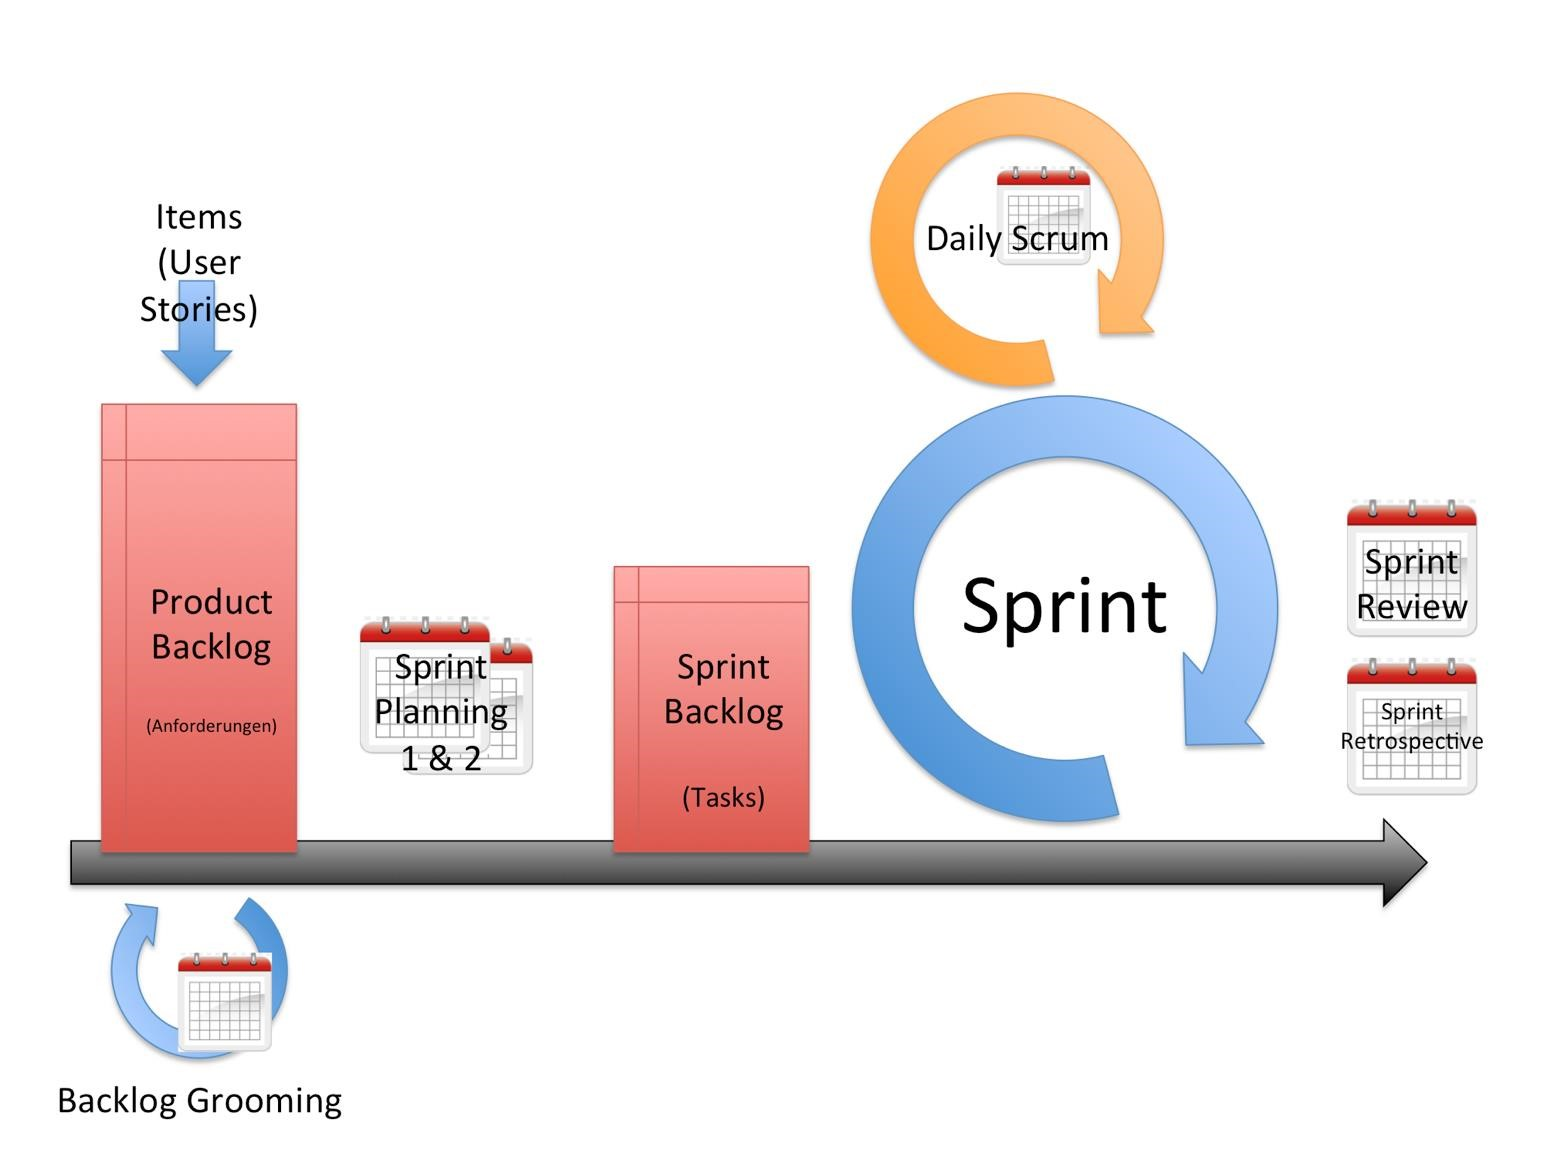 Items
(User
Stories)
Daily Scrum
Product
Backlog
(Anforderungen)
Sprint
Planning
1 & 2
Sprint
Backlog
(Tasks)
Sprint
Sprint
Review
Sprint
Retrospective
Backlog Grooming